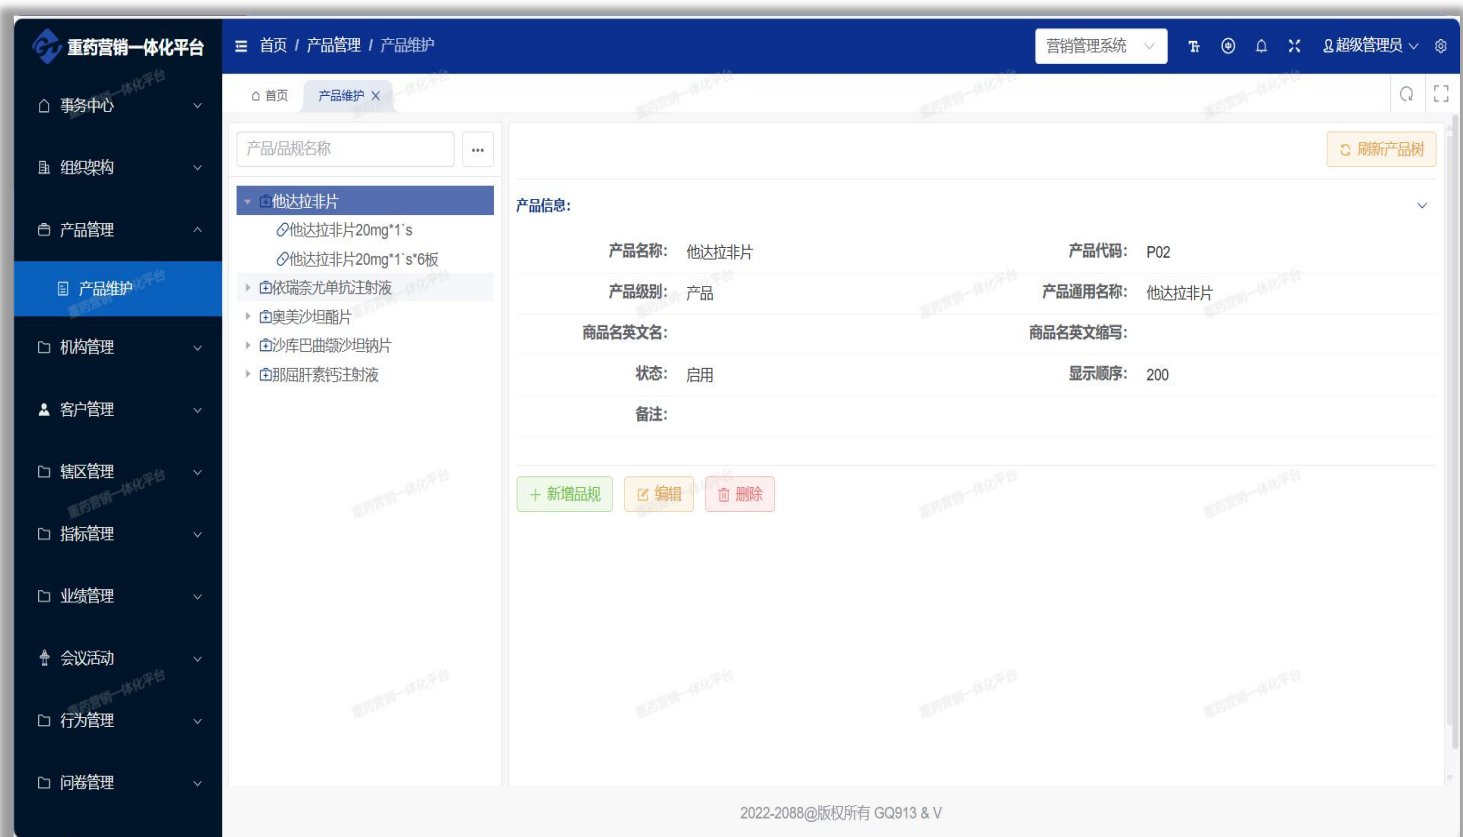 重药营销一体化平台
首页 / 产品管理 / 产品维护
营销管理系统
超级管理员
事务中心
组织架构
产品管理
产品维护
机构管理
客户管理
辖区管理
指标管理
业绩管理
会议活动
行为管理
问卷管理
首页
产品维护 X
产品/品规名称
...
他达拉非片
他达拉非片20mg*1`s
他达拉非片20mg*1`s*6板
依瑞奈尤单抗注射液
奥美沙坦酯片
沙库巴曲缬沙坦钠片
那屈肝素钙注射液
刷新产品树
产品信息:
产品名称: 他达拉非片 产品代码: P02
产品级别: 产品 产品通用名称: 他达拉非片
商品名英文名: 商品名英文缩写:
状态: 启用 显示顺序: 200
备注:
+ 新增品规 编辑 删除
2022-2088@版权所有 GQ913 & V
重药营销一体化平台